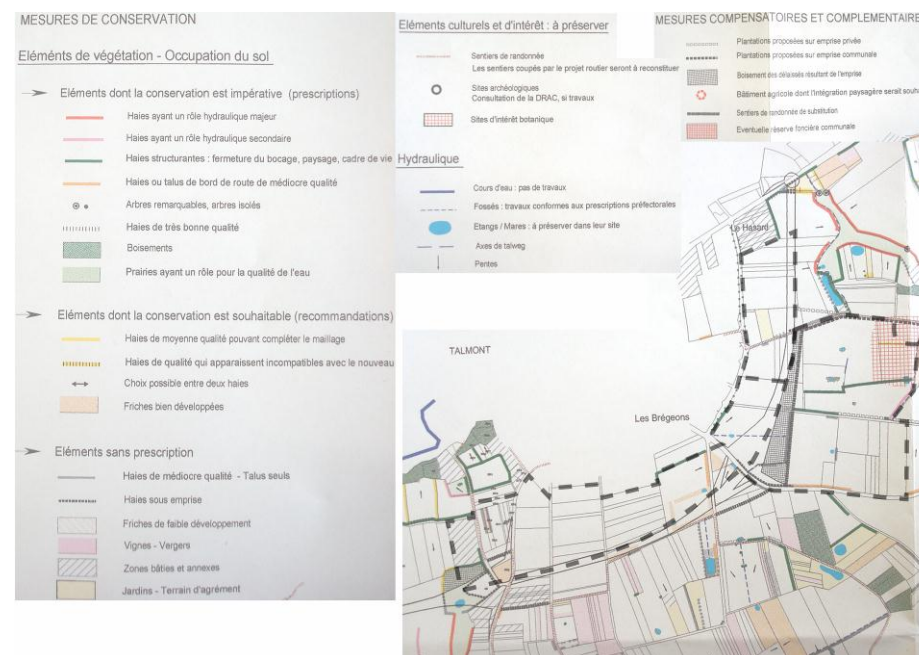 MESURES DE CONSERVATION
Eléménts de végétation - Occupation du sol
Eléments dont la conservation est impérative (prescriptions)
Haies ayant un rôle hydraulique majeur
Haies ayant un rôle hydraulique secondaire
Haies structurantes : fermeture du bocage, paysage, cadre de vie
Haies ou talus de bord de route de médiocre qualité
Arbres remarquables, arbres isolés
Haies de très bonne qualité
Boisements
Prairies ayant un rôle pour la qualité de l'eau
Eléments dont la conservation est souhaitable (recommandations)
Haies de moyenne qualité pouvant compléter le maillage
Haies de qualité qui apparaissent incompatibles avec le nouveau
Choix possible entre deux haies
Friches bien développées
Eléments sans prescription
Haies de médiocre qualité - Talus seuls
Haies sous emprise
Friches de faible développement
Vignes - Vergers
Zones bâties et annexes
Jardins - Terrain d'agrément
Eléments culturels et d'intérêt : à préserver
Sentiers de randonnée
Les sentiers coupés par le projet routier seront à reconstituer
Sites archéologiques
Consultation de la DRAC, si travaux
Sites d'intérêt botanique
Hydraulique
Cours d'eau : pas de travaux
Fossés : travaux conformes aux prescriptions préfectorales
Etangs / Mares : à préserver dans leur site
Axes de talweg
Pentes
MESURES COMPENSATOIRES ET COMPLEMENTAIRE
Plantations proposées sur emprise privée
Plantations proposées sur emprise communale
Boisement des délaissés résultant de l'emprise
Bâtiment agricole dont l'intégration paysagère serait souh
Sentiers de randonnée de substitution
Eventuelle réserve foncière communale
Le Hasard
TALMONT
Les Brégeons